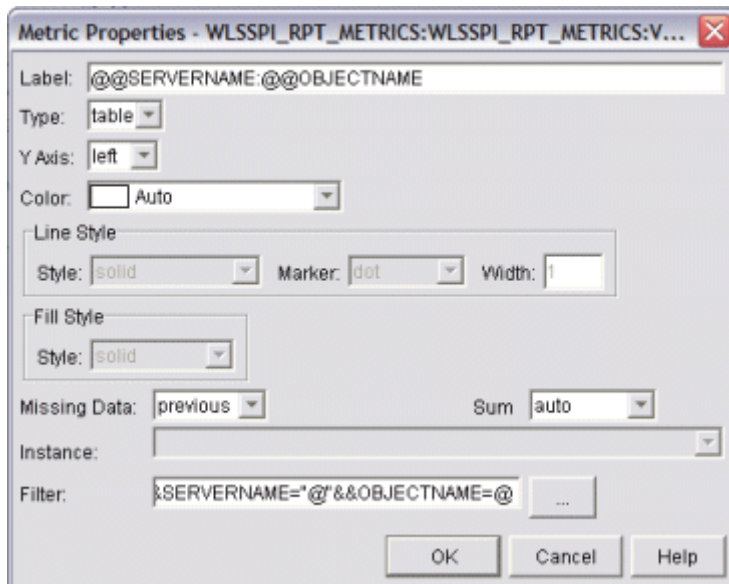 Metric Properties - WLSSPI_RPT_METRICS:WLSSPI_RPT_METRICS:V...
Label: @@SERVERNAME:@@OBJECTNAME
Type: table
Y Axis: left
Color: Auto
Line Style
Style: solid Marker: dot Width: 1
Fill Style
Style: solid
Missing Data: previous Sum auto
Instance:
Filter: &SERVERNAME="@"&&OBJECTNAME=@ ...
OK Cancel Help